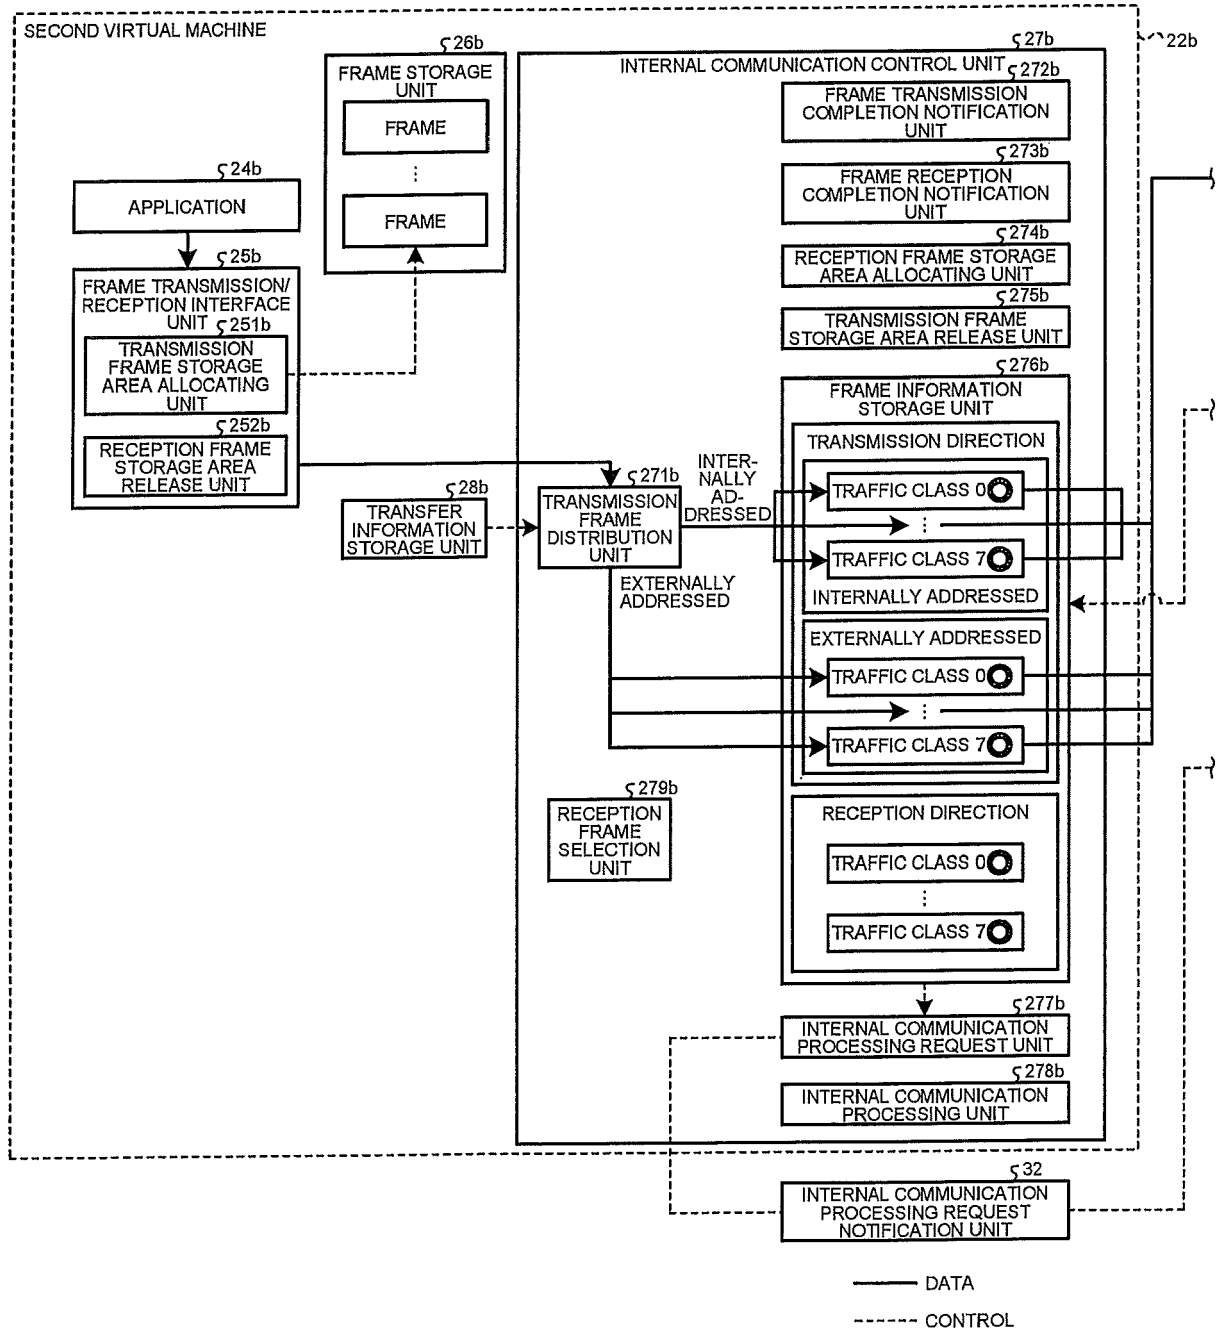 SECOND VIRTUAL MACHINE
22b
26b
FRAME STORAGE
UNIT
FRAME
⋮
FRAME
24b
APPLICATION
25b
FRAME TRANSMISSION/
RECEPTION INTERFACE
UNIT
251b
TRANSMISSION
FRAME STORAGE
AREA ALLOCATING
UNIT
252b
RECEPTION FRAME
STORAGE AREA
RELEASE UNIT
28b
TRANSFER
INFORMATION
STORAGE UNIT
27b
INTERNAL COMMUNICATION CONTROL UNIT
272b
FRAME TRANSMISSION
COMPLETION NOTIFICATION
UNIT
273b
FRAME RECEPTION
COMPLETION NOTIFICATION
UNIT
274b
RECEPTION FRAME STORAGE
AREA ALLOCATING UNIT
275b
TRANSMISSION FRAME
STORAGE AREA RELEASE UNIT
271b
TRANSMISSION
FRAME
DISTRIBUTION
UNIT
INTER-
NALLY
AD-
DRESSED
EXTERNALLY
ADDRESSED
276b
FRAME INFORMATION
STORAGE UNIT
TRANSMISSION DIRECTION
TRAFFIC CLASS 0
⋮
TRAFFIC CLASS 7
INTERNALLY ADDRESSED
EXTERNALLY ADDRESSED
TRAFFIC CLASS 0
⋮
TRAFFIC CLASS 7
279b
RECEPTION
FRAME
SELECTION
UNIT
RECEPTION DIRECTION
TRAFFIC CLASS 0
⋮
TRAFFIC CLASS 7
277b
INTERNAL COMMUNICATION
PROCESSING REQUEST UNIT
278b
INTERNAL COMMUNICATION
PROCESSING UNIT
32
INTERNAL COMMUNICATION
PROCESSING REQUEST
NOTIFICATION UNIT
DATA
CONTROL